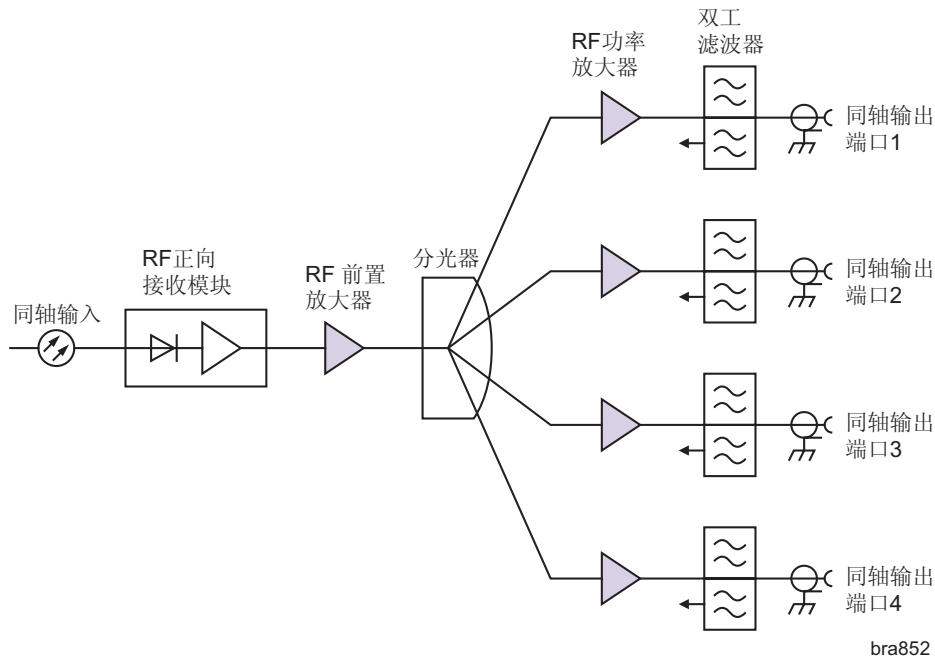 双工
滤波器
RF功率
放大器
同轴输出
端口1
同轴输出
端口2
RF正向
接收模块
RF 前置
放大器
分光器
同轴输入
同轴输出
端口3
同轴输出
端口4
bra852